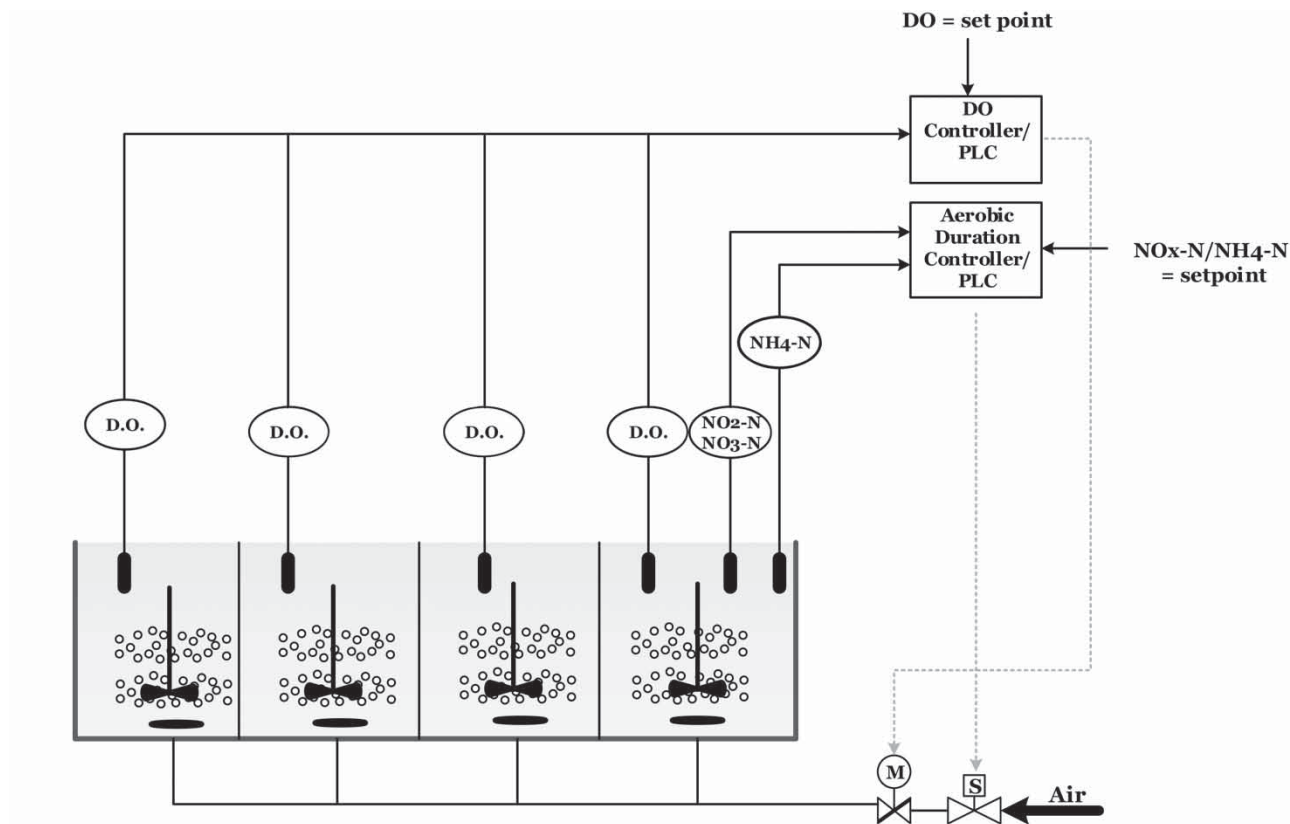 DO = set point
DO
Controller/
PLC
Aerobic
Duration
Controller/
PLC
NOx-N/NH4-N
= setpoint
NH4-N
D.O.
D.O.
D.O.
D.O.
NO2-N
NO3-N
M
S
Air